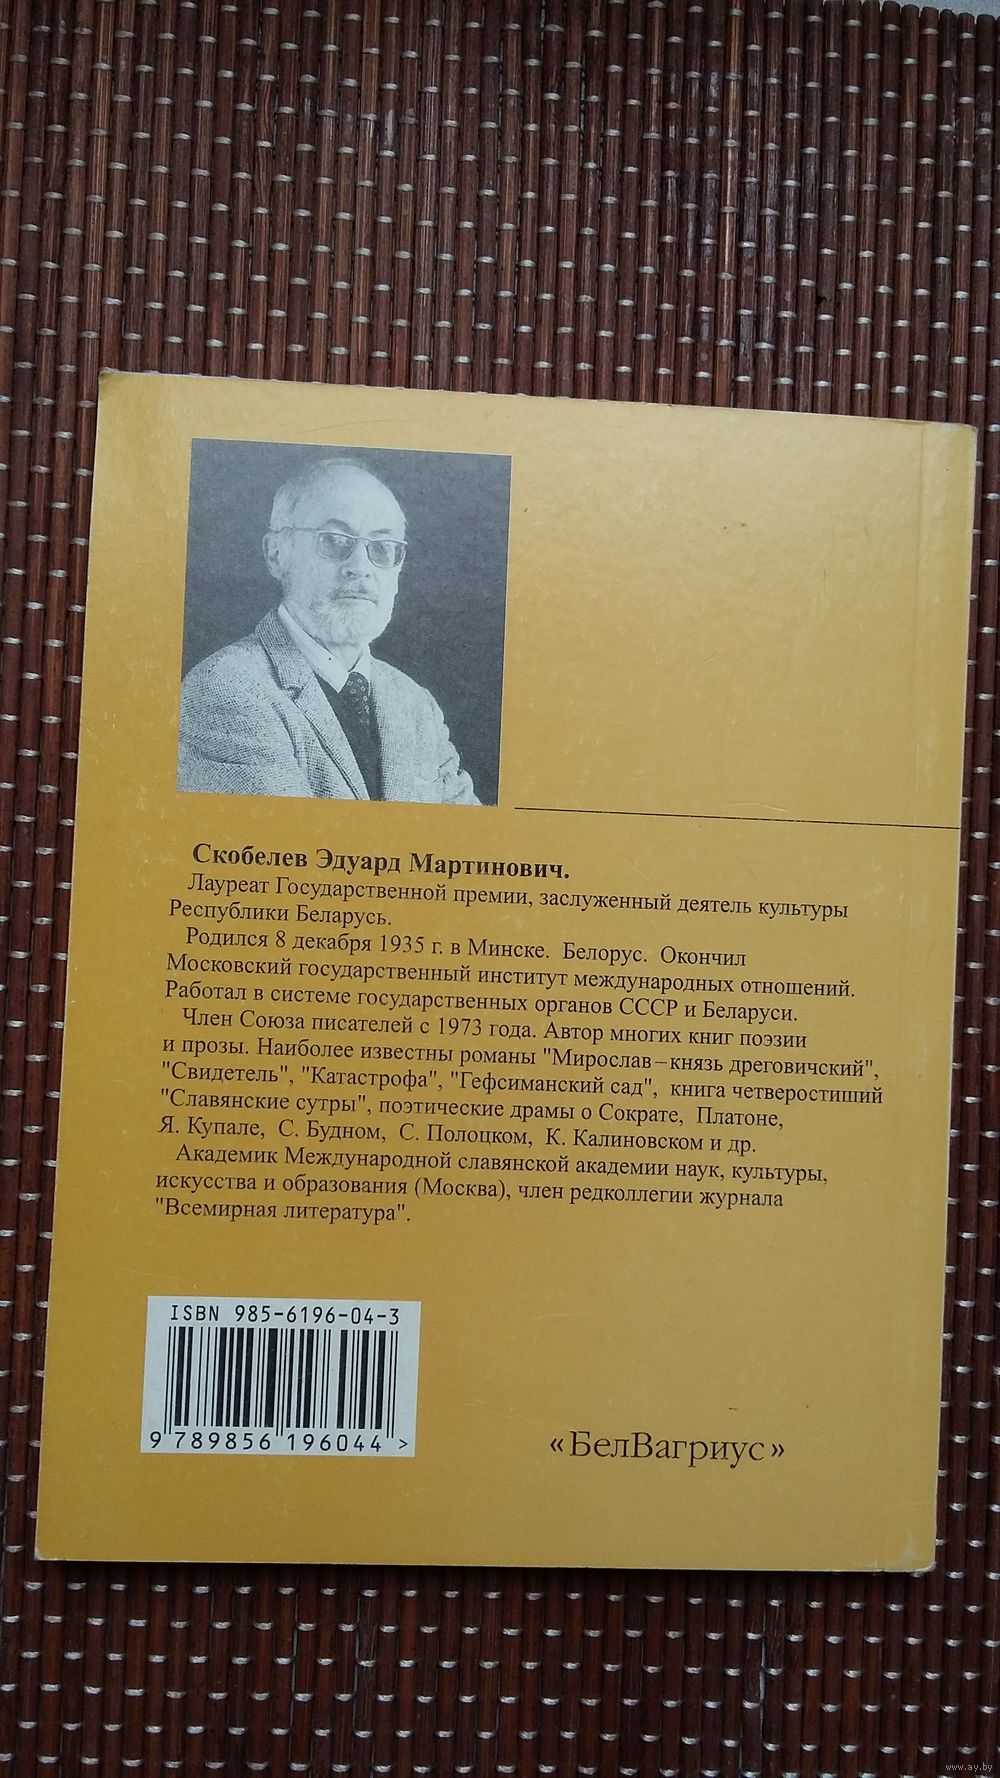 Скобелев Эдуард Мартинович.
Лауреат Государственной премии, заслуженный деятель культуры
Республики Беларусь.
Родился 8 декабря 1935 г. в Минске. Белорус. Окончил
Московский государственный институт международных отношений.
Работал в системе государственных органов СССР и Беларуси.
Член Союза писателей с 1973 года. Автор многих книг поэзии
и прозы. Наиболее известны романы "Мирослав – князь дреговичский",
"Свидетель", "Катастрофа", "Гефсиманский сад", книга четверостиший
"Славянские сутры", поэтические драмы о Сократе, Платоне,
Я. Купале, С. Будном, С. Полоцком, К. Калиновском и др.
Академик Международной славянской академии наук, культуры,
искусства и образования (Москва), член редколлегии журнала
"Всемирная литература".
ISBN 985-6196-04-3
9 789856 196044 >
« БелВагриус »
www.ay.by